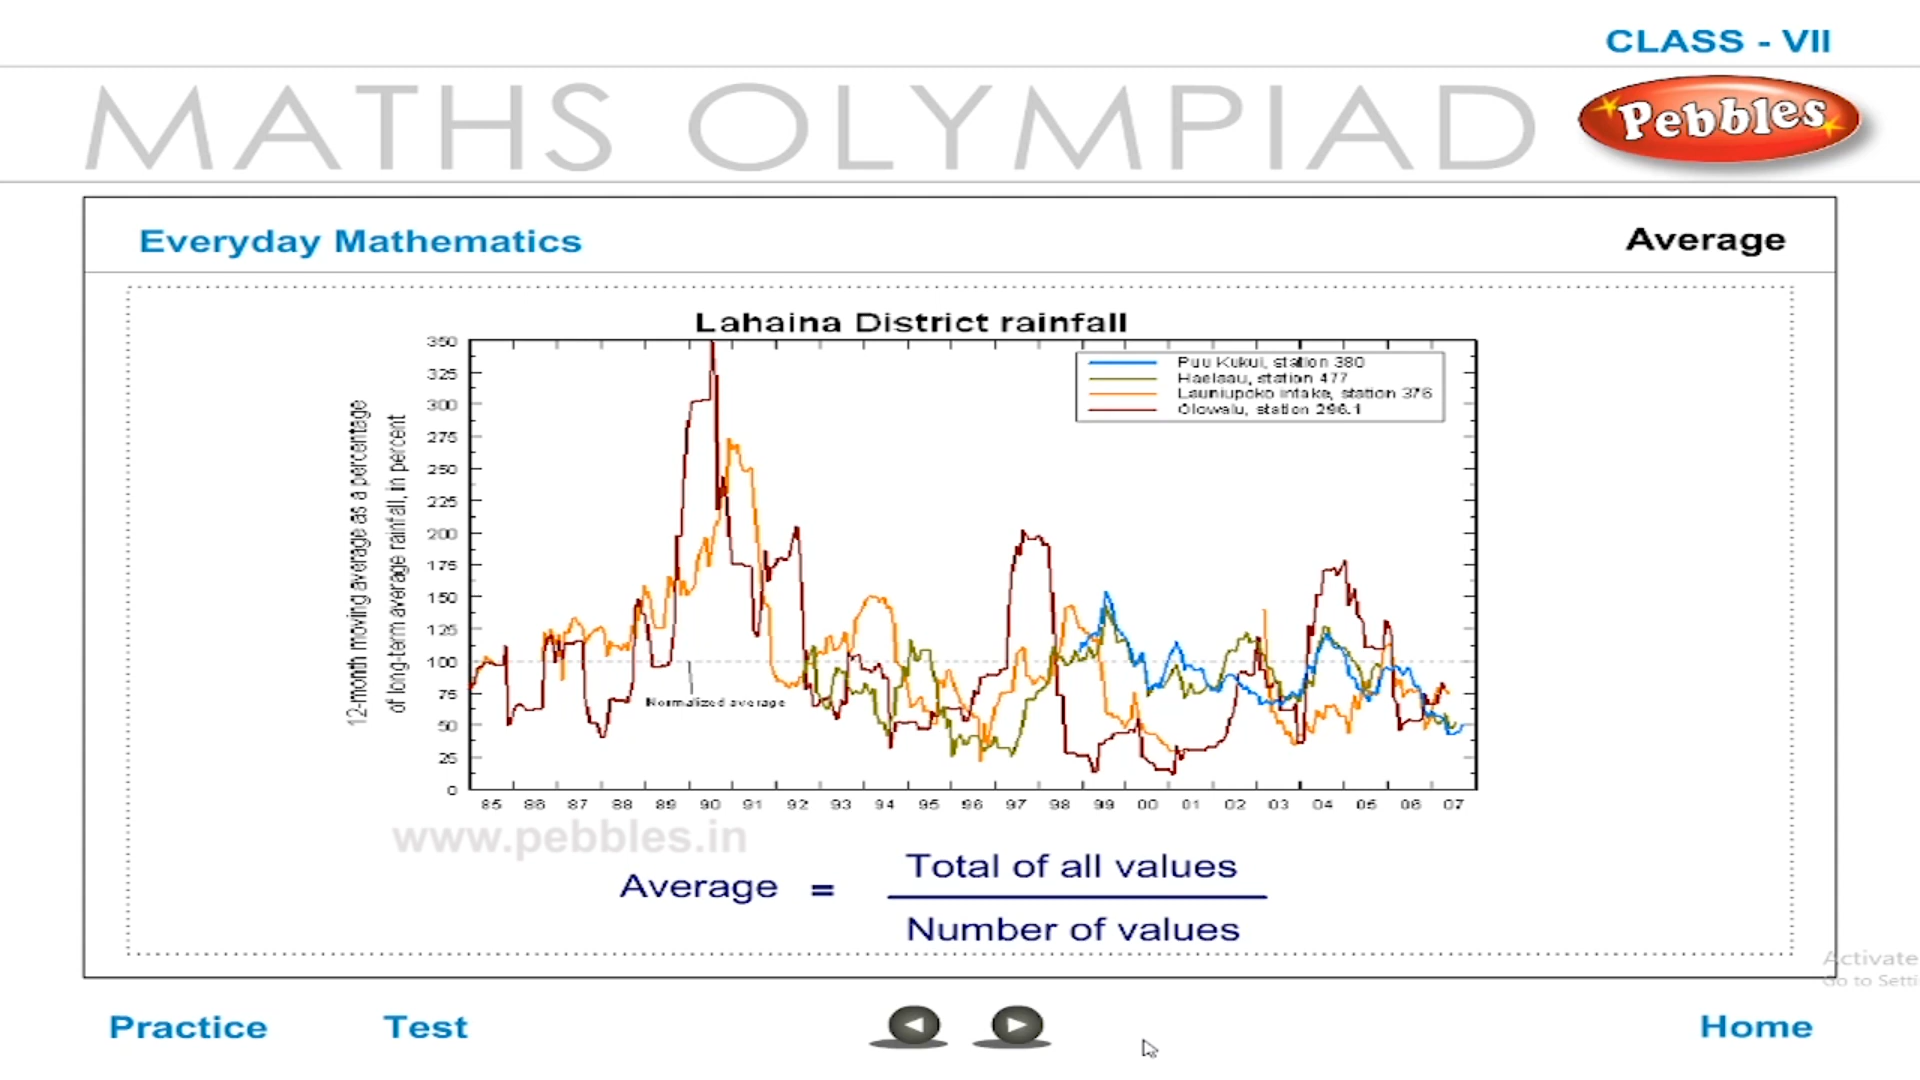 CLASS - VII
MATHS OLYMPIAD
Pebbles
Everyday Mathematics
Average
Lahaina District rainfall
350
325
300
275
250
225
200
175
150
125
100
75
50
25
0
12-month moving average as a percentage
of long-term average rainfall, in percent
Puu Kukui, station 380
Haelaau, station 477
Launiupoko intake, station 376
Olowalu, station 296.1
Normalized average
85 86 87 88 89 90 91 92 93 94 95 96 97 98 99 00 01 02 03 04 05 06 07
www.pebbles.in
Average = Total of all values
Number of values
Activate
Go to Setti
Practice
Test
Home